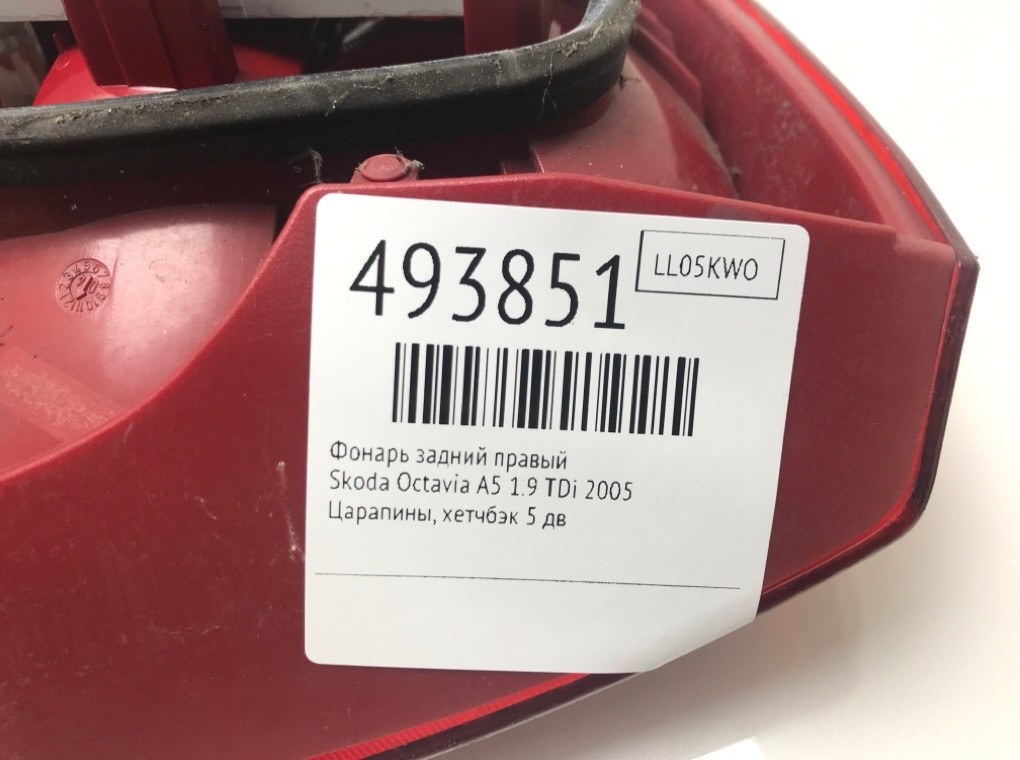 493851
LL05KWO
Фонарь задний правый
Skoda Octavia A5 1.9 TDi 2005
Царапины, хетчбэк 5 дв